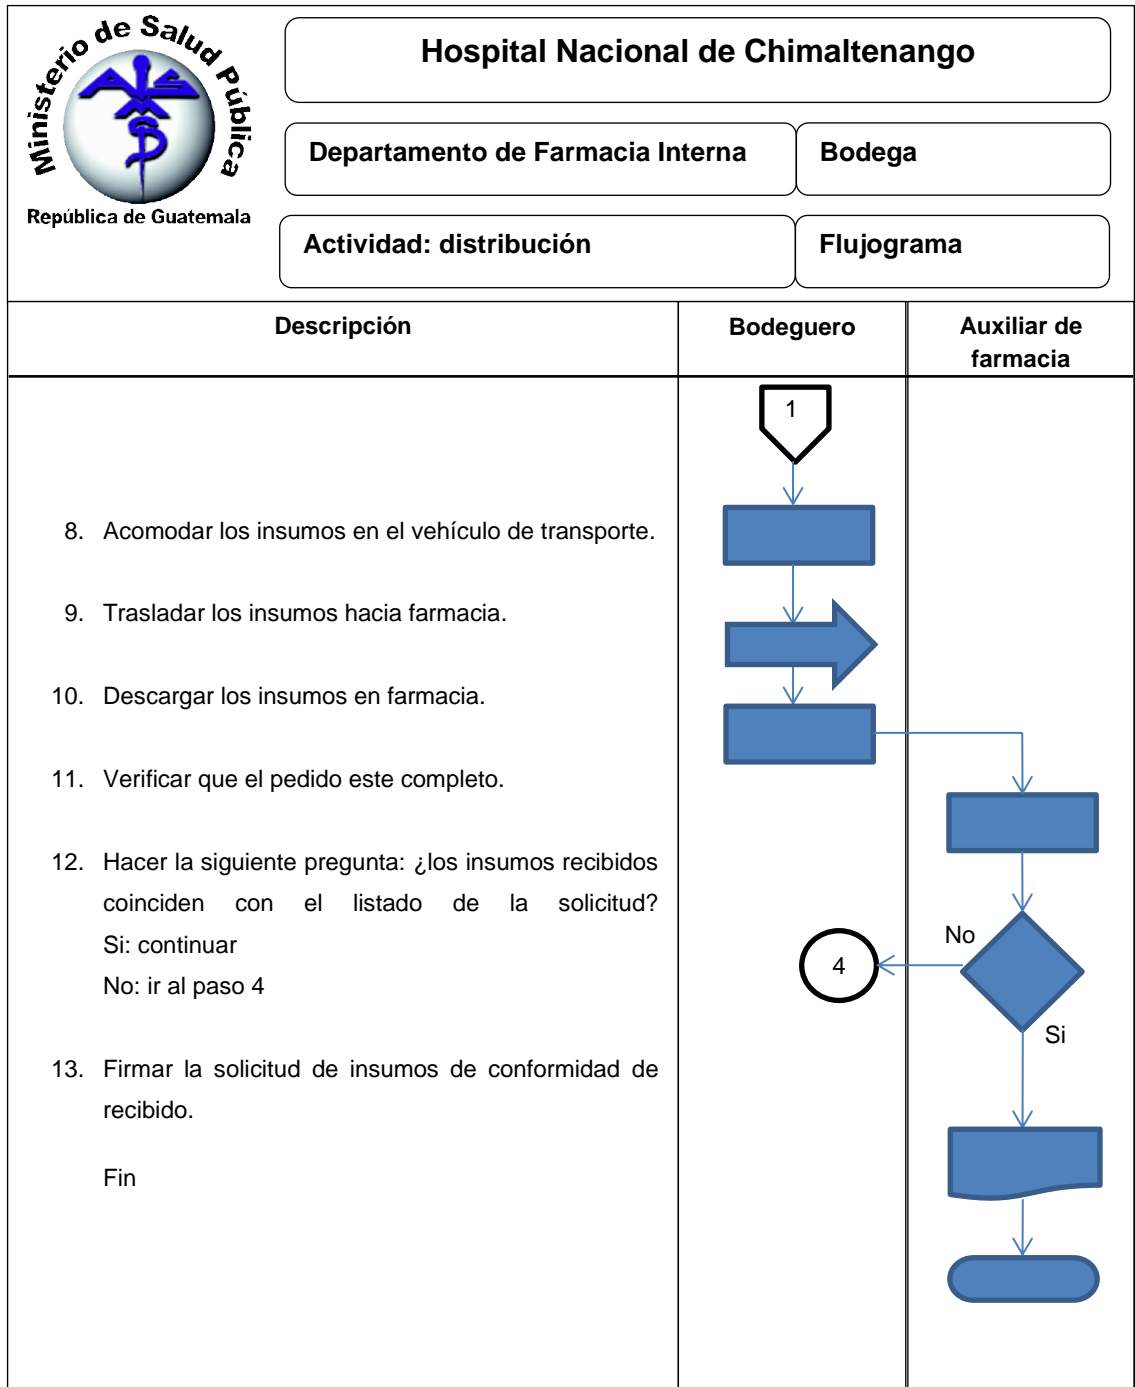 Ministerio de Salud Pública
República de Guatemala
Hospital Nacional de Chimaltenango
Departamento de Farmacia Interna
Bodega
Actividad: distribución
Flujograma
Descripción
Bodeguero
Auxiliar de
farmacia
1
8. Acomodar los insumos en el vehículo de transporte.
9. Trasladar los insumos hacia farmacia.
10. Descargar los insumos en farmacia.
11. Verificar que el pedido este completo.
12. Hacer la siguiente pregunta: ¿los insumos recibidos
coinciden con el listado de la solicitud?
Si: continuar
No: ir al paso 4
No
4
Si
13. Firmar la solicitud de insumos de conformidad de
recibido.
Fin